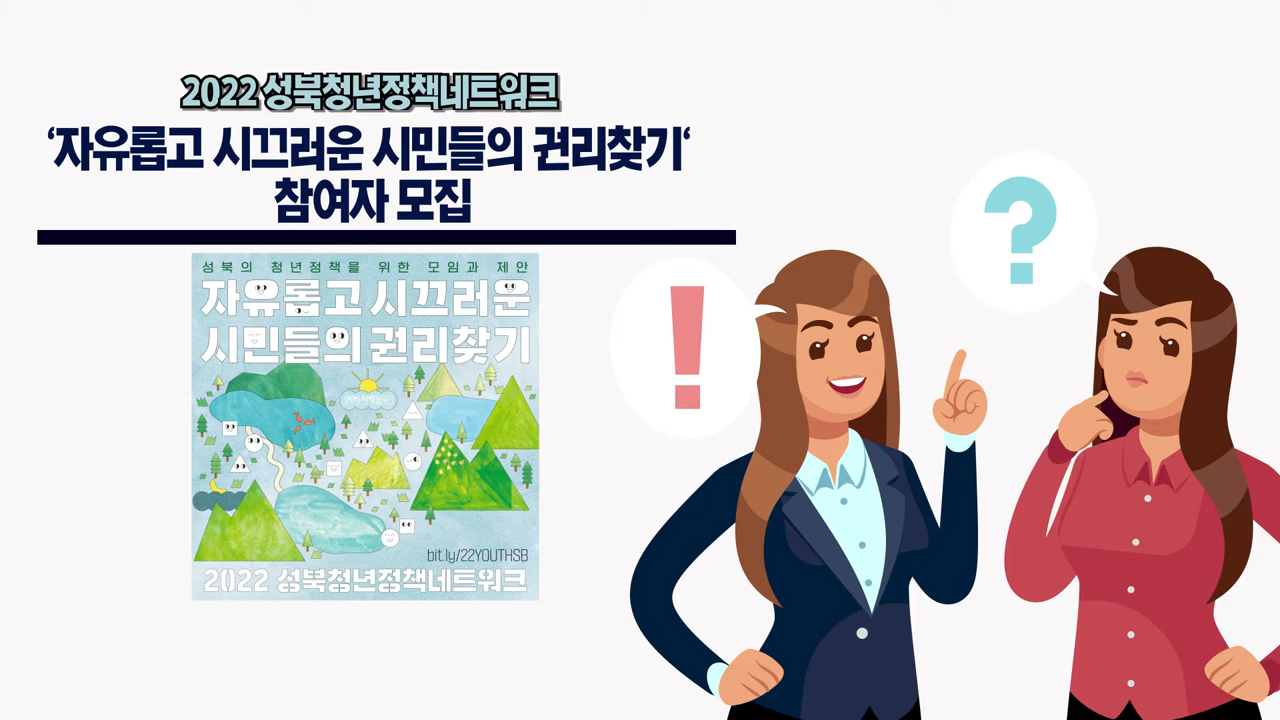 2022 성북청년정책네트워크
‘자유롭고 시끄러운 시민들의 권리찾기‘
참여자 모집
성북의 청년정책을 위한 모임과 제안
자유롭고 시끄러운
시민들의 권리찾기
bit.ly/22YOUTHSB
2022 성북청년정책네트워크
?
!